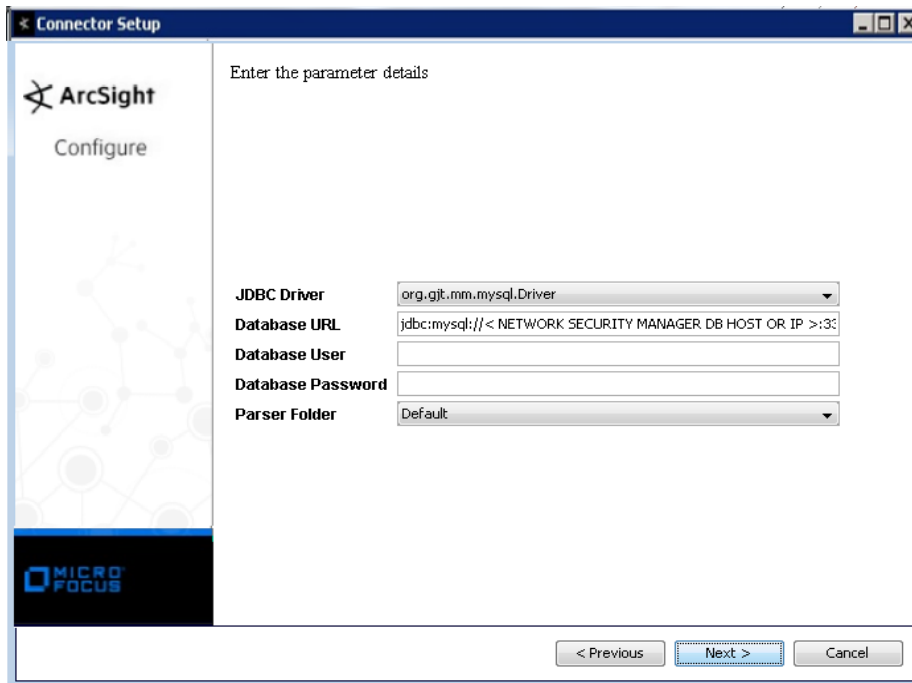 Connector Setup
ArcSight
Configure
Enter the parameter details
JDBC Driver org.gjt.mm.mysql.Driver
Database URL jdbc:mysql://< NETWORK SECURITY MANAGER DB HOST OR IP >:33
Database User
Database Password
Parser Folder Default
MICRO
FOCUS
< Previous Next > Cancel